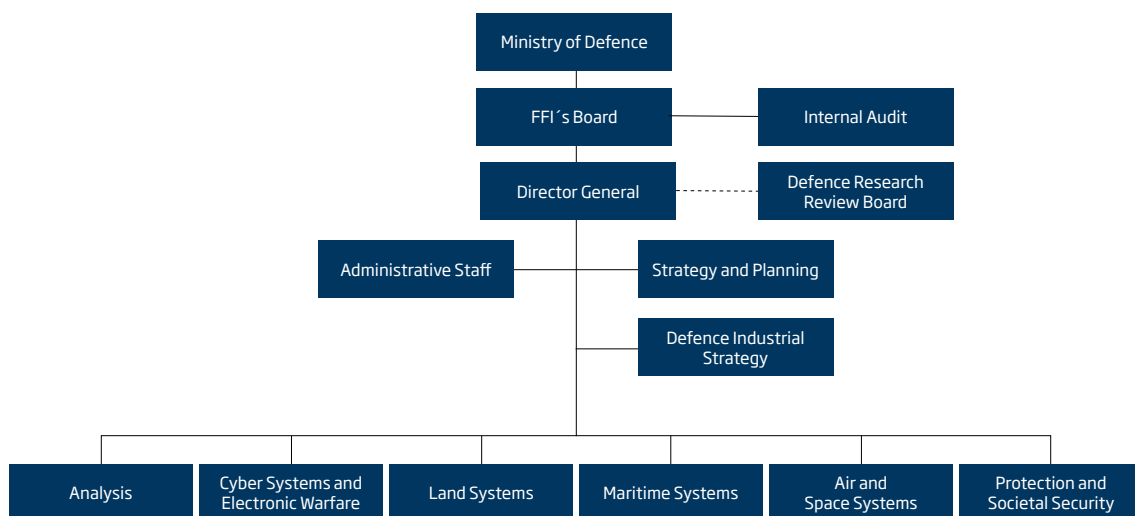 Ministry of Defence
FFI´s Board
Internal Audit
Director General
Defence Research
Review Board
Administrative Staff
Strategy and Planning
Defence Industrial
Strategy
Analysis
Cyber Systems and
Electronic Warfare
Land Systems
Maritime Systems
Air and
Space Systems
Protection and
Societal Security